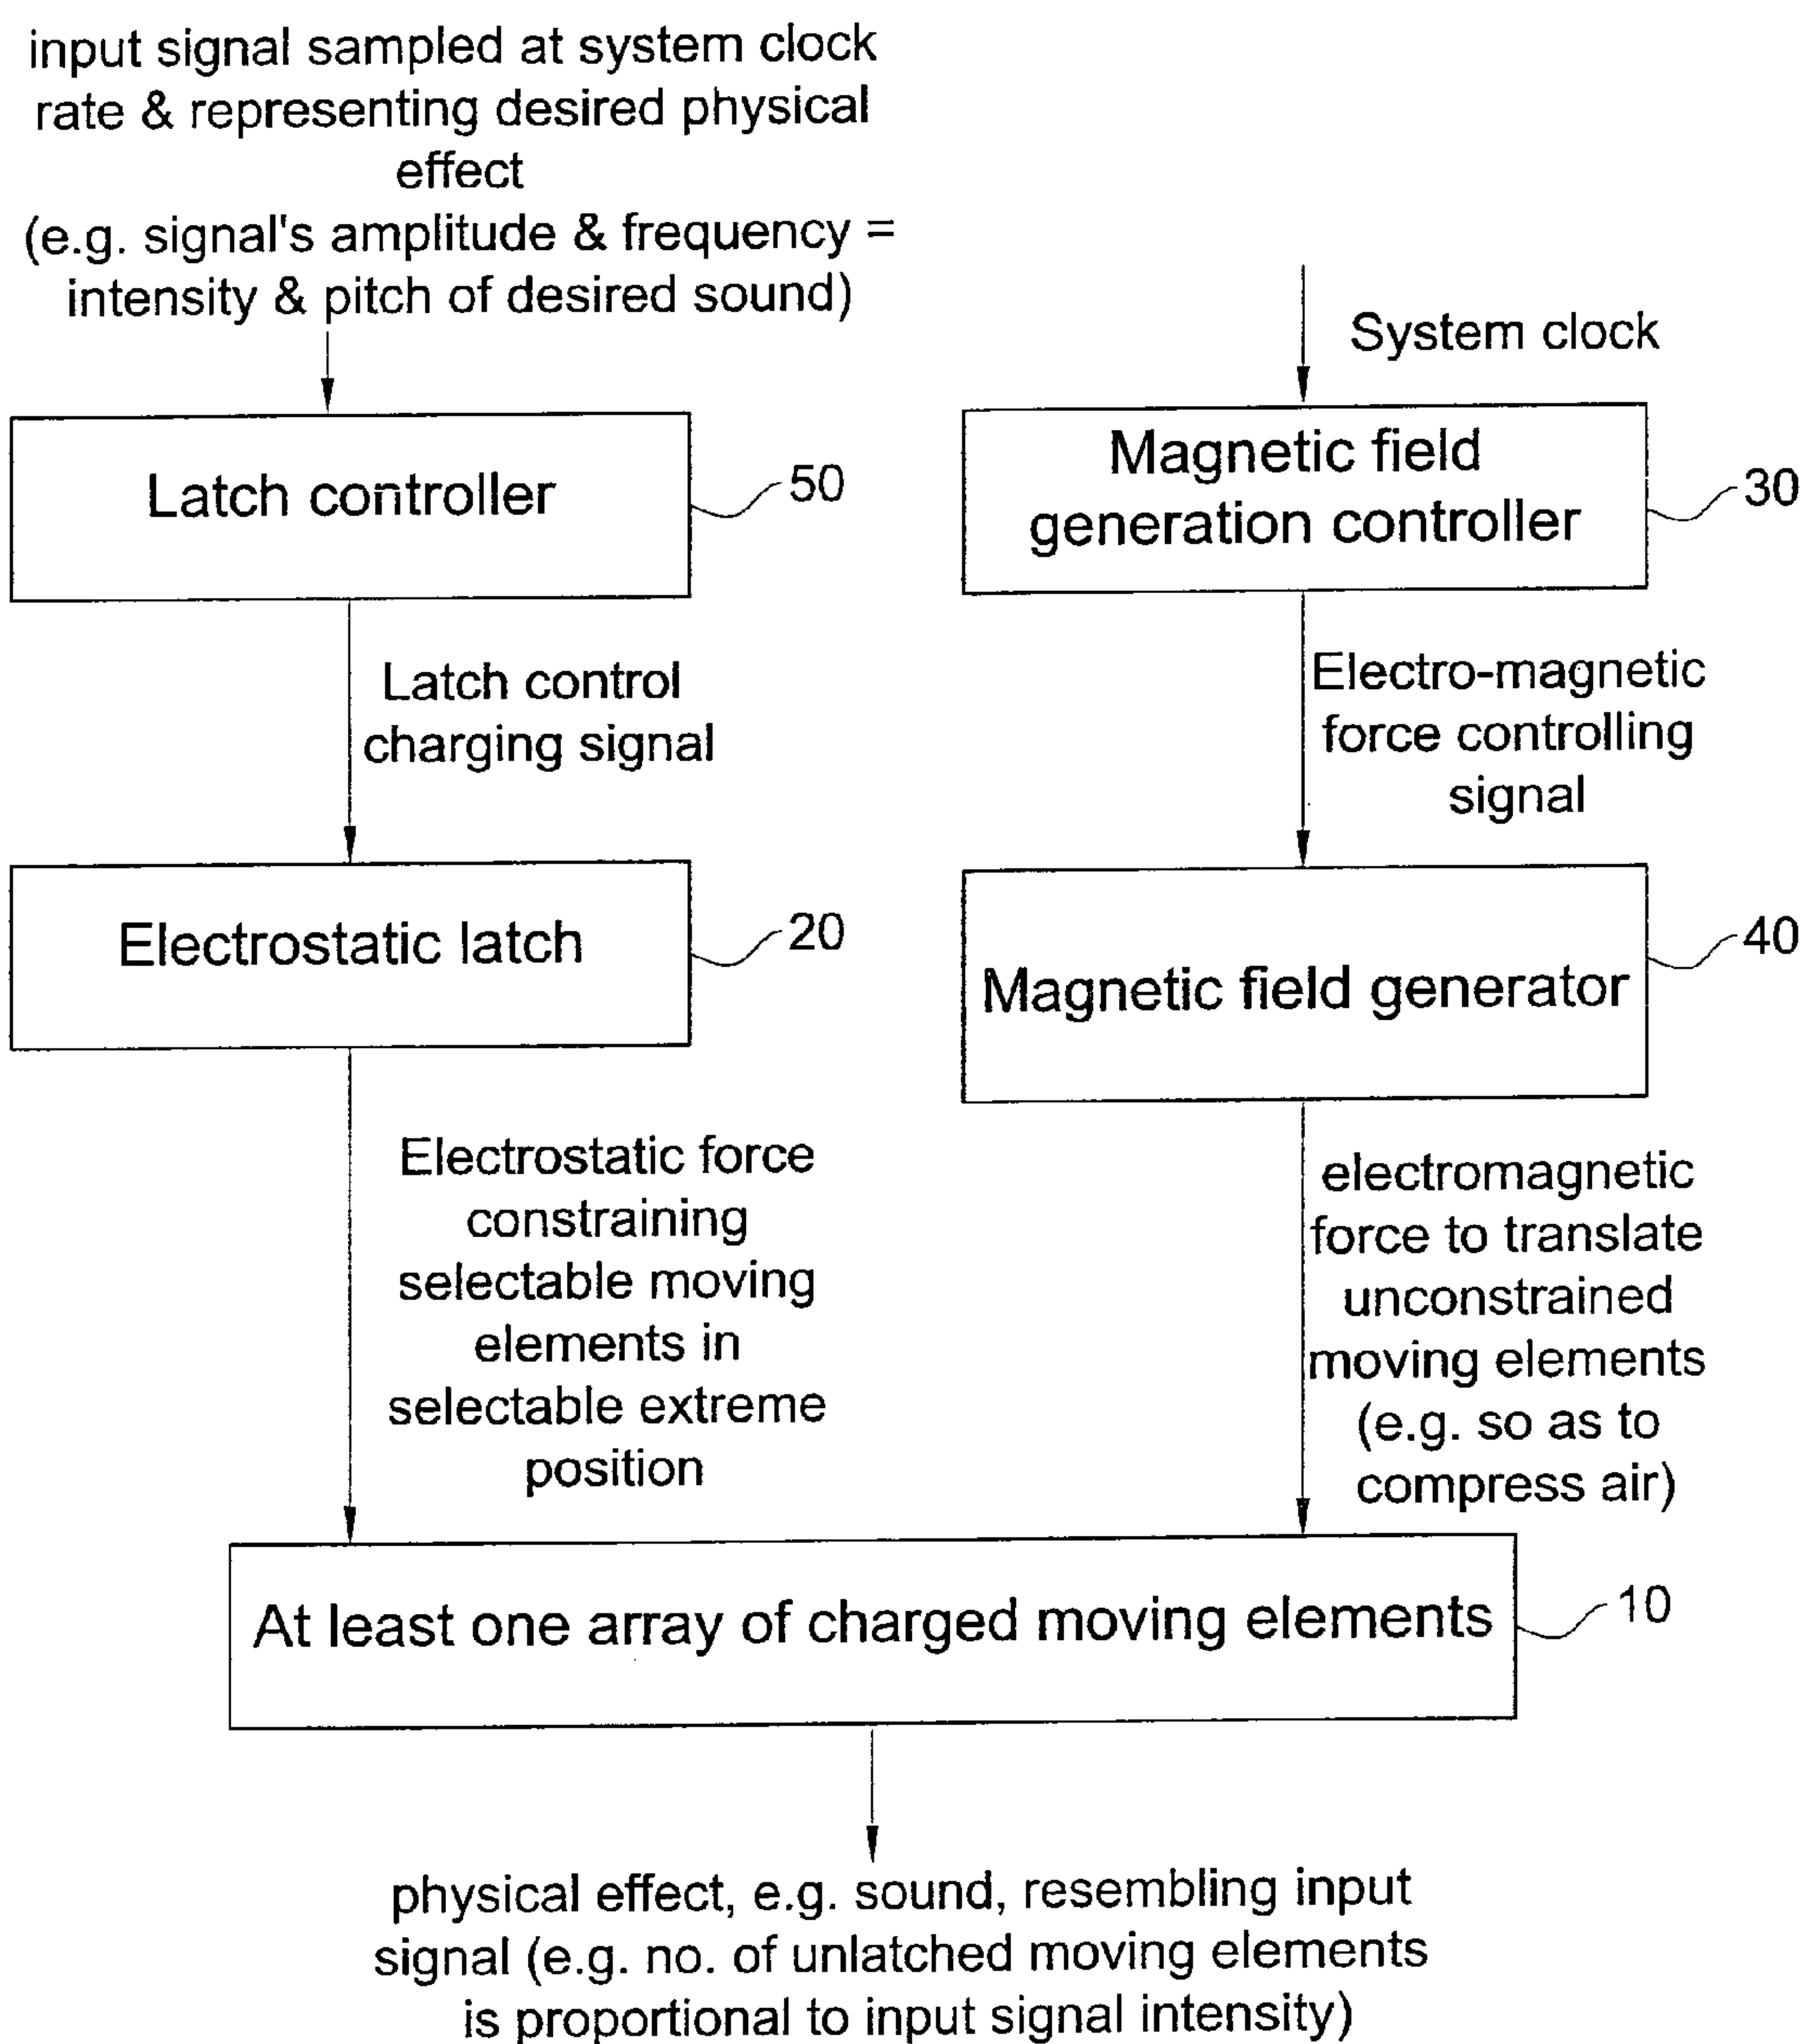 input signal sampled at system clock
rate & representing desired physical
effect
(e.g. signal's amplitude & frequency =
intensity & pitch of desired sound)
System clock
Latch controller
50
Magnetic field
generation controller
30
Latch control
charging signal
Electro-magnetic
force controlling
signal
Electrostatic latch
20
Magnetic field generator
40
Electrostatic force
constraining
selectable moving
elements in
selectable extreme
position
electromagnetic
force to translate
unconstrained
moving elements
(e.g. so as to
compress air)
At least one array of charged moving elements
10
physical effect, e.g. sound, resembling input
signal (e.g. no. of unlatched moving elements
is proportional to input signal intensity)